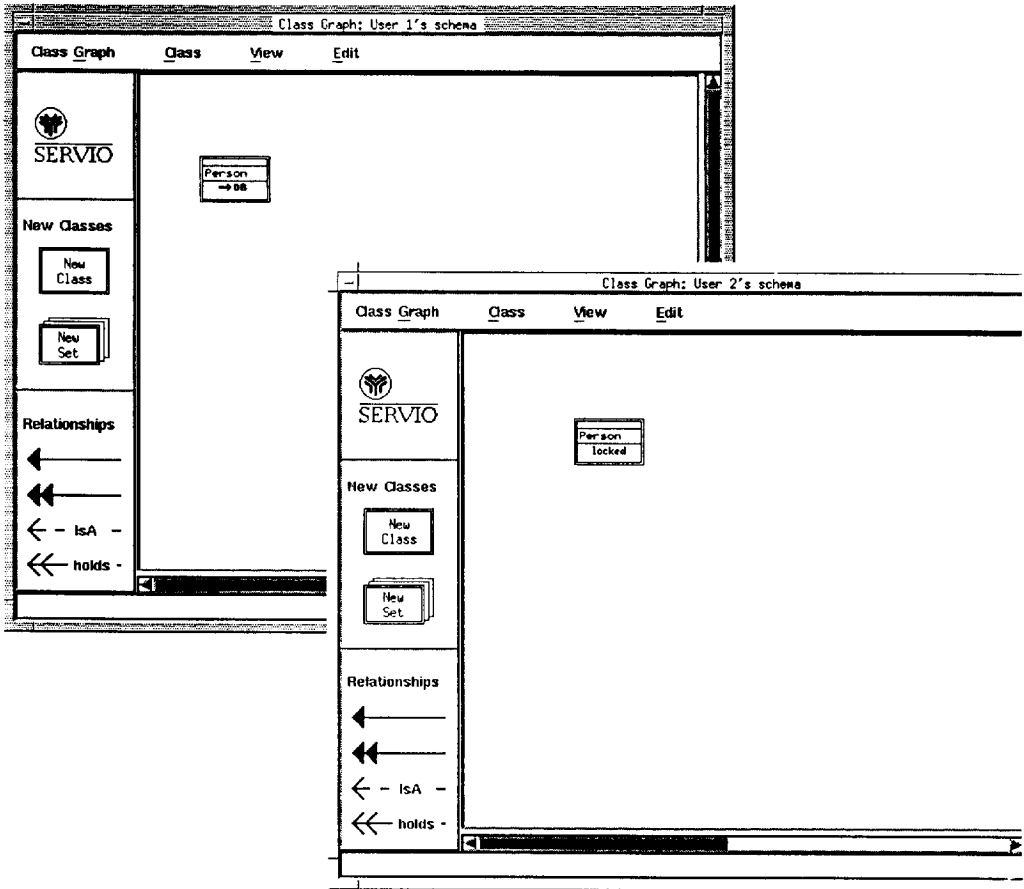 Class Graph: User 1's schema
Class Graph Class View Edit
SERVIO
Person
→DB
New Classes
New
Class
New
Set
Relationships
IsA
holds
Class Graph: User 2's schema
Class Graph Class View Edit
SERVIO
Person
locked
New Classes
New
Class
New
Set
Relationships
IsA
holds